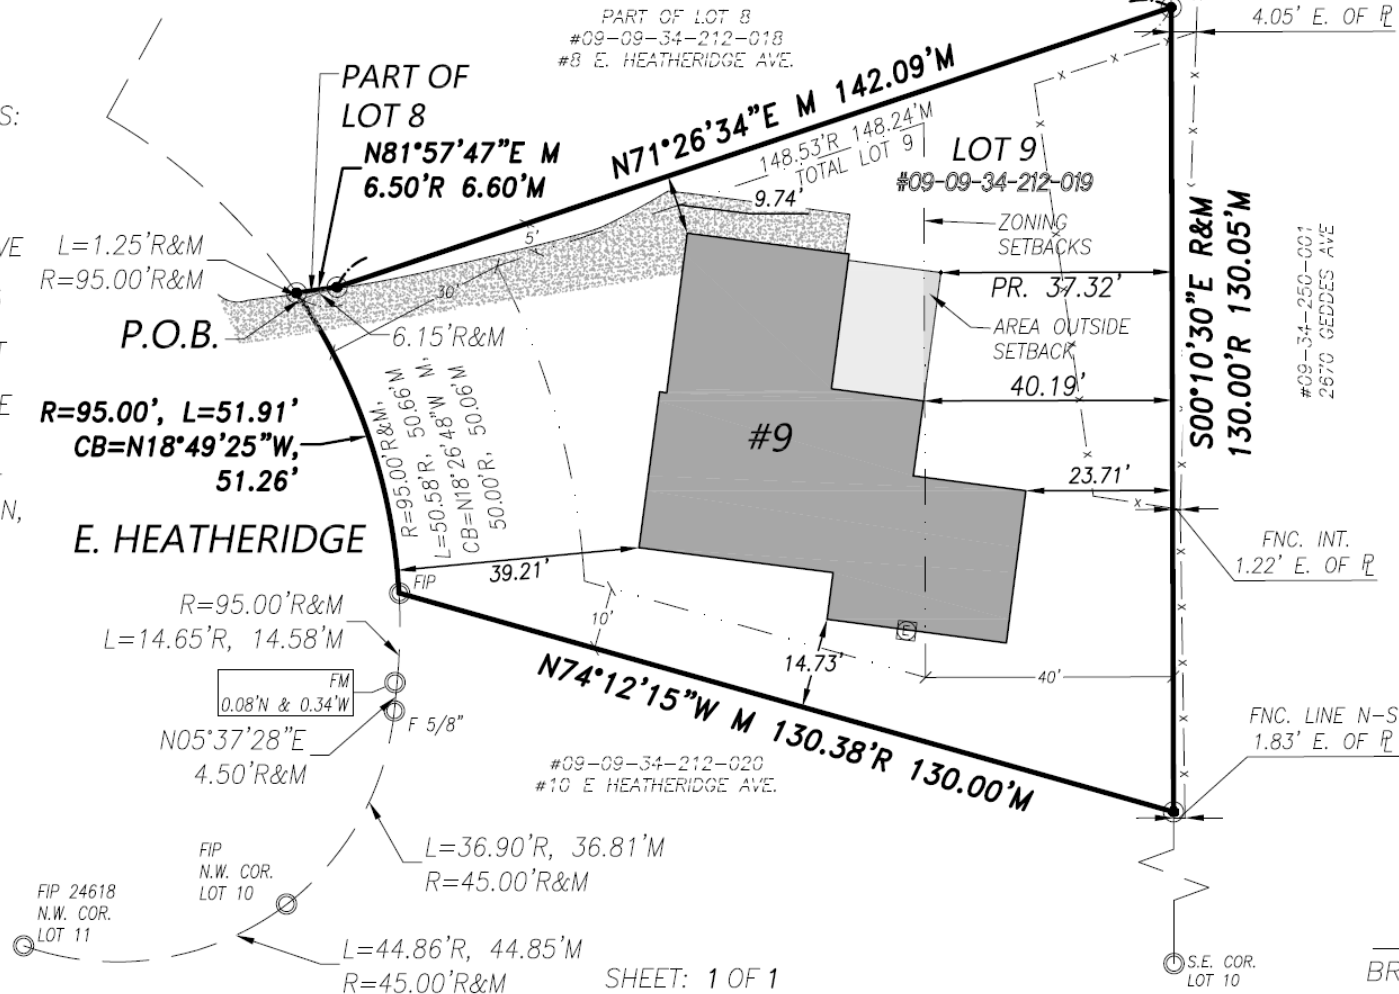 PART OF LOT 8
#09-09-34-212-018
#8 E. HEATHERIDGE AVE.
4.05' E. OF ⅊
PART OF
LOT 8
N81°57'47"E M
6.50'R 6.60'M
N71°26'34"E M 142.09'M
148.53'R 148.24'M
TOTAL LOT 9
LOT 9
#09-09-34-212-019
S:
VE
L=1.25'R&M
R=95.00'R&M
P.O.B.
6.15'R&M
5'
30'
9.74'
ZONING
SETBACKS
PR. 37.32'
AREA OUTSIDE
SETBACK
40.19'
23.71'
S00°10'30"E R&M
130.00'R 130.05'M
#09-34-250-001
2670 GEDDES AVE
T
E
R=95.00', L=51.91'
CB=N18°49'25"W,
51.26'
R=95.00'R&M,
L=50.58'R, 50.66'M
CB=N18°26'48"W M,
50.00'R, 50.06'M
N,
#9
E. HEATHERIDGE
39.21'
FIP
10'
E
14.73'
40'
FNC. INT.
1.22' E. OF ⅊
R=95.00'R&M
L=14.65'R, 14.58'M
FM
0.08'N & 0.34'W
F 5/8"
N05°37'28"E
4.50'R&M
N74°12'15"W M 130.38'R 130.00'M
#09-09-34-212-020
#10 E HEATHERIDGE AVE.
FNC. LINE N-S
1.83' E. OF ⅊
L=36.90'R, 36.81'M
R=45.00'R&M
FIP
N.W. COR.
LOT 10
FIP 24618
N.W. COR.
LOT 11
L=44.86'R, 44.85'M
R=45.00'R&M
SHEET: 1 OF 1
S.E. COR.
LOT 10
BR